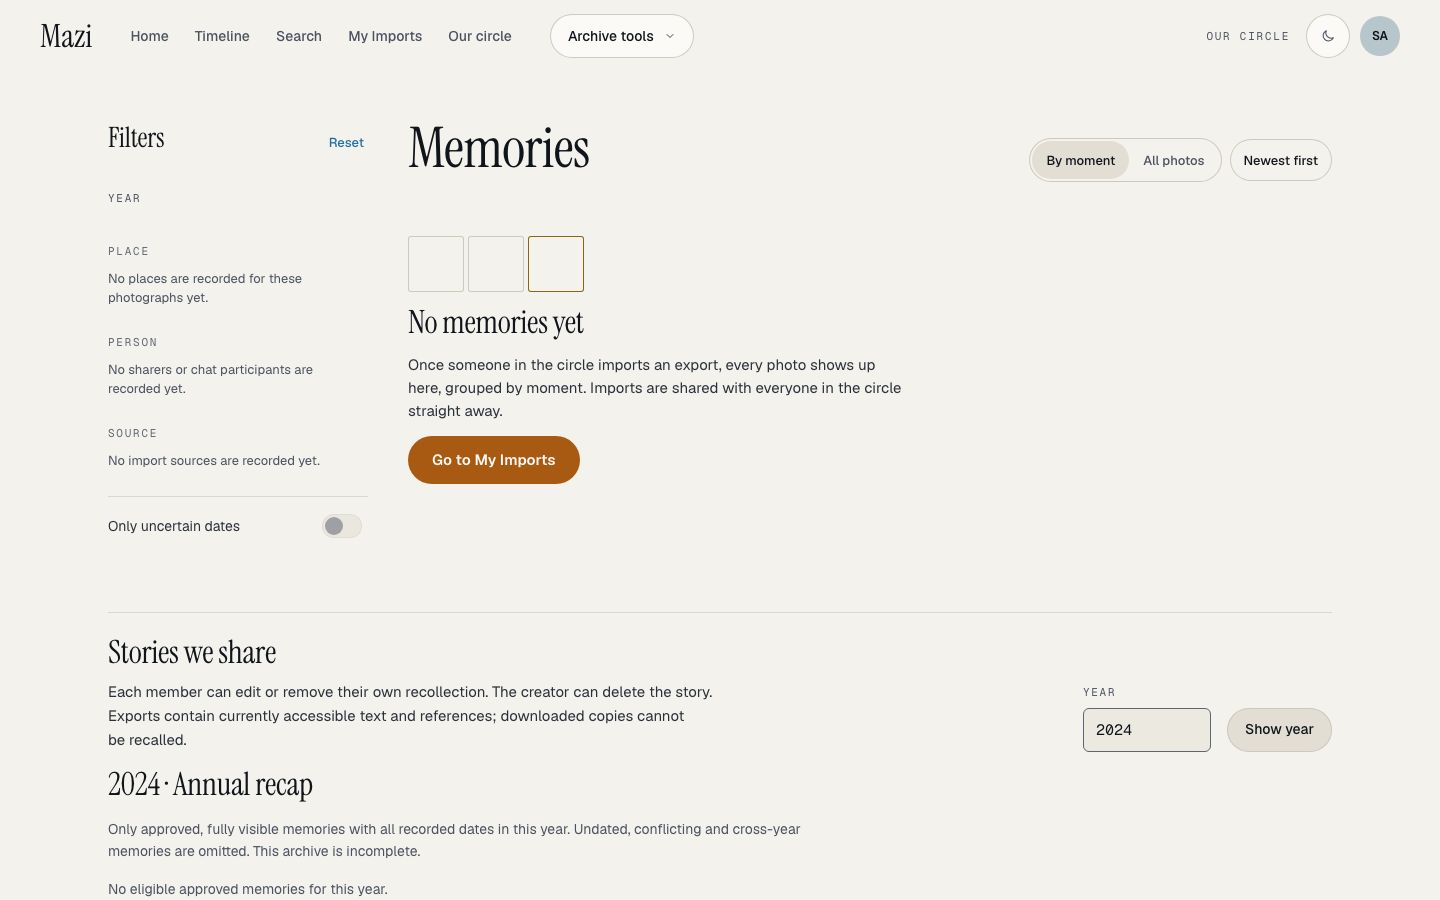 Mazi
Home
Timeline
Search
My Imports
Our circle
Archive tools
OUR CIRCLE
SA
Filters
Reset
YEAR
PLACE
No places are recorded for these
photographs yet.
PERSON
No sharers or chat participants are
recorded yet.
SOURCE
No import sources are recorded yet.
Only uncertain dates
Memories
By moment
All photos
Newest first
No memories yet
Once someone in the circle imports an export, every photo shows up
here, grouped by moment. Imports are shared with everyone in the circle
straight away.
Go to My Imports
Stories we share
Each member can edit or remove their own recollection. The creator can delete the story.
Exports contain currently accessible text and references; downloaded copies cannot
be recalled.
YEAR
2024
Show year
2024 · Annual recap
Only approved, fully visible memories with all recorded dates in this year. Undated, conflicting and cross-year
memories are omitted. This archive is incomplete.
No eligible approved memories for this year.